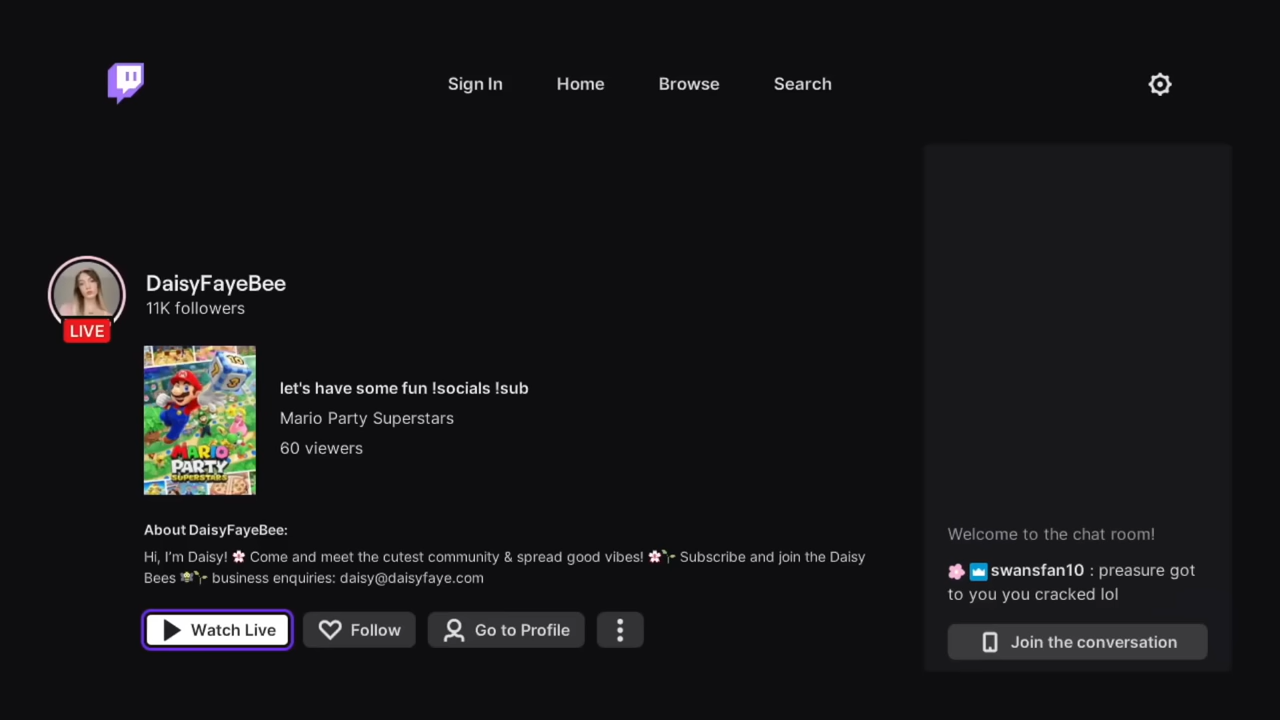 Sign In
Home
Browse
Search
DaisyFayeBee
11K followers
LIVE
MARIO
PARTY
SUPERSTARS
let's have some fun !socials !sub
Mario Party Superstars
60 viewers
About DaisyFayeBee:
Hi, I'm Daisy! 🌸 Come and meet the cutest community & spread good vibes! 🌸🌱 Subscribe and join the Daisy
Bees 🐝🌱 business enquiries: daisy@daisyfaye.com
Watch Live
Follow
Go to Profile
Welcome to the chat room!
swansfan10 : preasure got
to you you cracked lol
Join the conversation